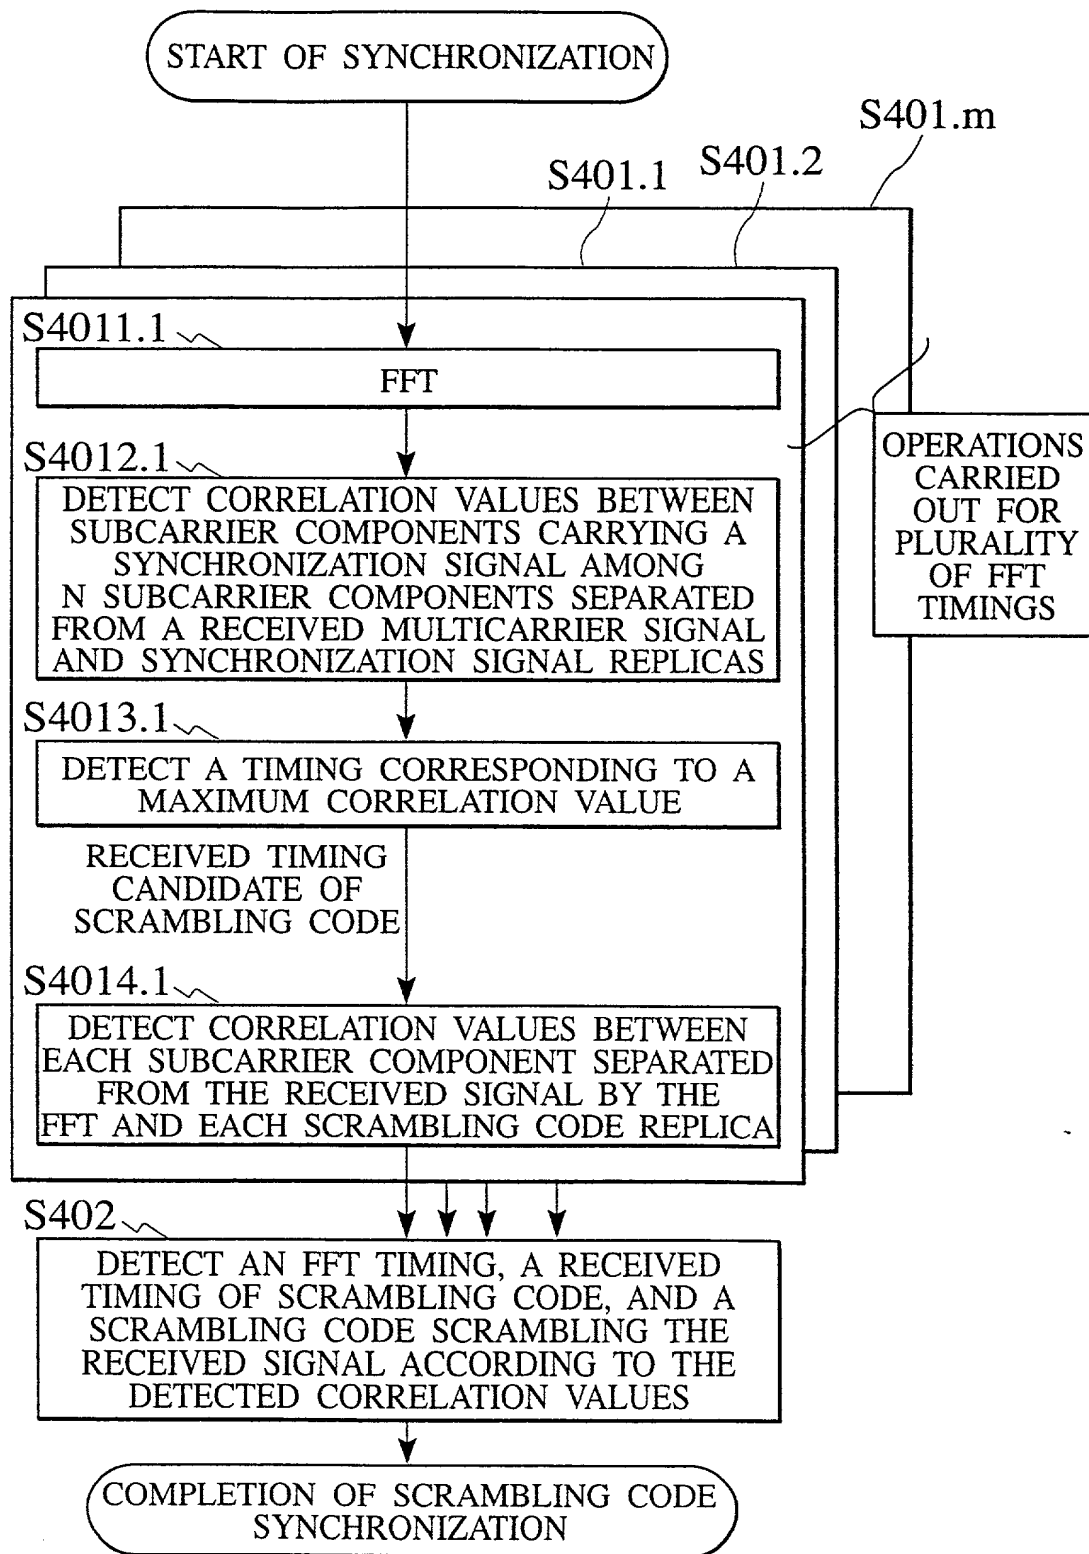 START OF SYNCHRONIZATION
S401.m
S401.2
S401.1
S4011.1
FFT
S4012.1
DETECT CORRELATION VALUES BETWEEN
SUBCARRIER COMPONENTS CARRYING A
SYNCHRONIZATION SIGNAL AMONG
N SUBCARRIER COMPONENTS SEPARATED
FROM A RECEIVED MULTICARRIER SIGNAL
AND SYNCHRONIZATION SIGNAL REPLICAS
OPERATIONS
CARRIED
OUT FOR
PLURALITY
OF FFT
TIMINGS
S4013.1
DETECT A TIMING CORRESPONDING TO A
MAXIMUM CORRELATION VALUE
RECEIVED TIMING
CANDIDATE OF
SCRAMBLING CODE
S4014.1
DETECT CORRELATION VALUES BETWEEN
EACH SUBCARRIER COMPONENT SEPARATED
FROM THE RECEIVED SIGNAL BY THE
FFT AND EACH SCRAMBLING CODE REPLICA
S402
DETECT AN FFT TIMING, A RECEIVED
TIMING OF SCRAMBLING CODE, AND A
SCRAMBLING CODE SCRAMBLING THE
RECEIVED SIGNAL ACCORDING TO THE
DETECTED CORRELATION VALUES
COMPLETION OF SCRAMBLING CODE
SYNCHRONIZATION